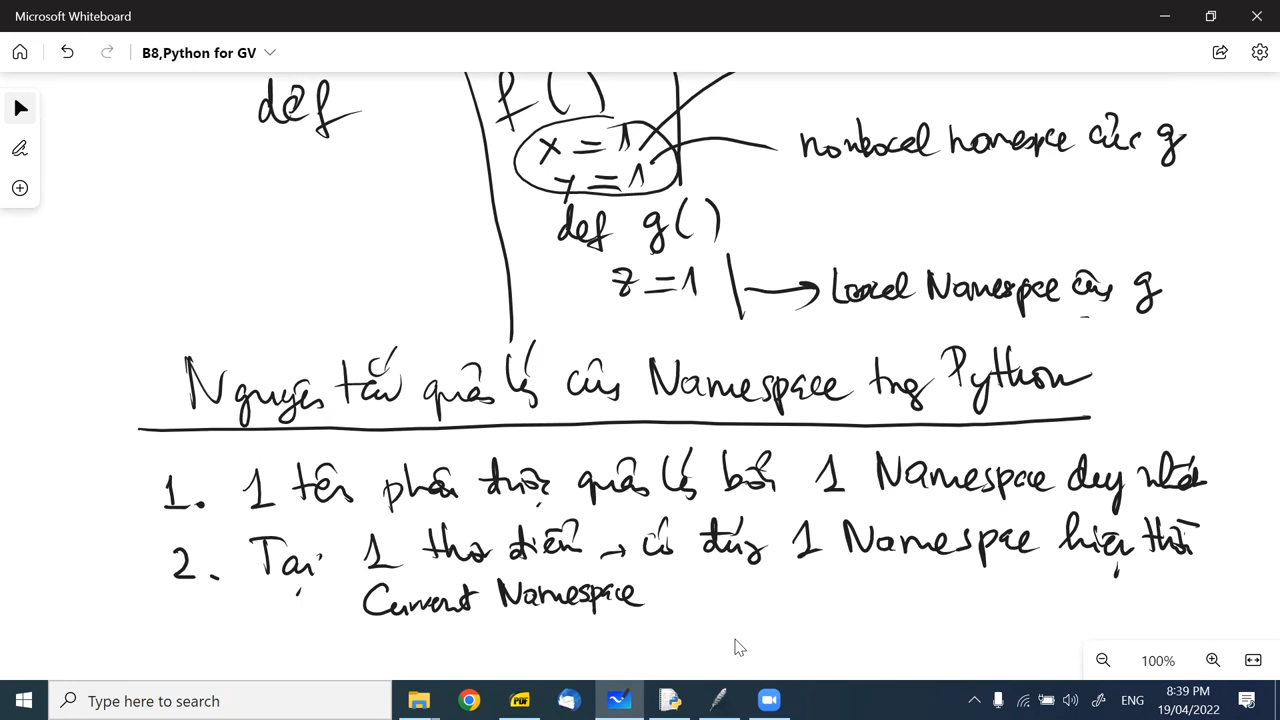 Microsoft Whiteboard
B8,Python for GV
def
f()
x = 1
y = 1
nonlocal namespace của g
def g()
z = 1
Local Namespace của g
Nguyên tắc quản lý của Namespace trong Python
1. 1 tên phải được quản lý bởi 1 Namespace duy nhất
2. Tại 1 thời điểm → có đúng 1 Namespace hiện thời
Current Namespace
100%
Type here to search
ENG
8:39 PM
19/04/2022